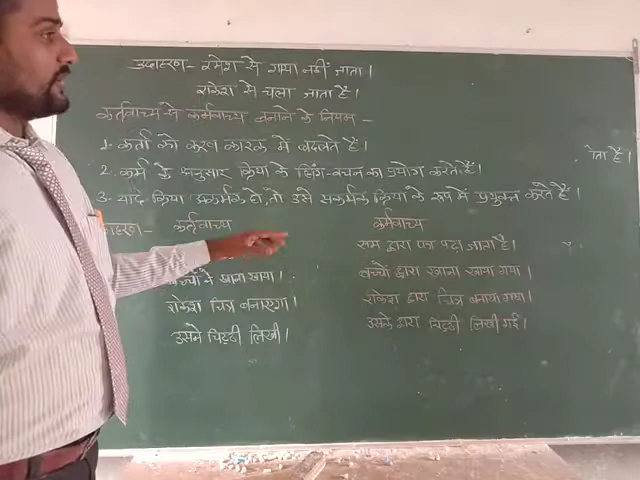 उदाहरण- रमेश से गाया नहीं जाता।
राकेश से चला जाता है।
कर्तृवाच्य से कर्मवाच्य बनाने के नियम -
1. कर्ता को करण कारक में बदलते हैं।
2. कर्म के अनुसार क्रिया के लिंग-वचन का प्रयोग करते हैं।
3. यदि क्रिया अकर्मक हो, तो उसे सकर्मक क्रिया के रूप में प्रयुक्त करते हैं।
कर्तृवाच्य कर्मवाच्य
राम द्वारा पत्र पढ़ा जाता है।
बच्चों ने खाना खाया। बच्चों द्वारा खाना खाया गया।
राकेश चित्र बनाएगा। राकेश द्वारा चित्र बनाया गया।
उसने चिट्ठी लिखी। उसके द्वारा चिट्ठी लिखी गई।